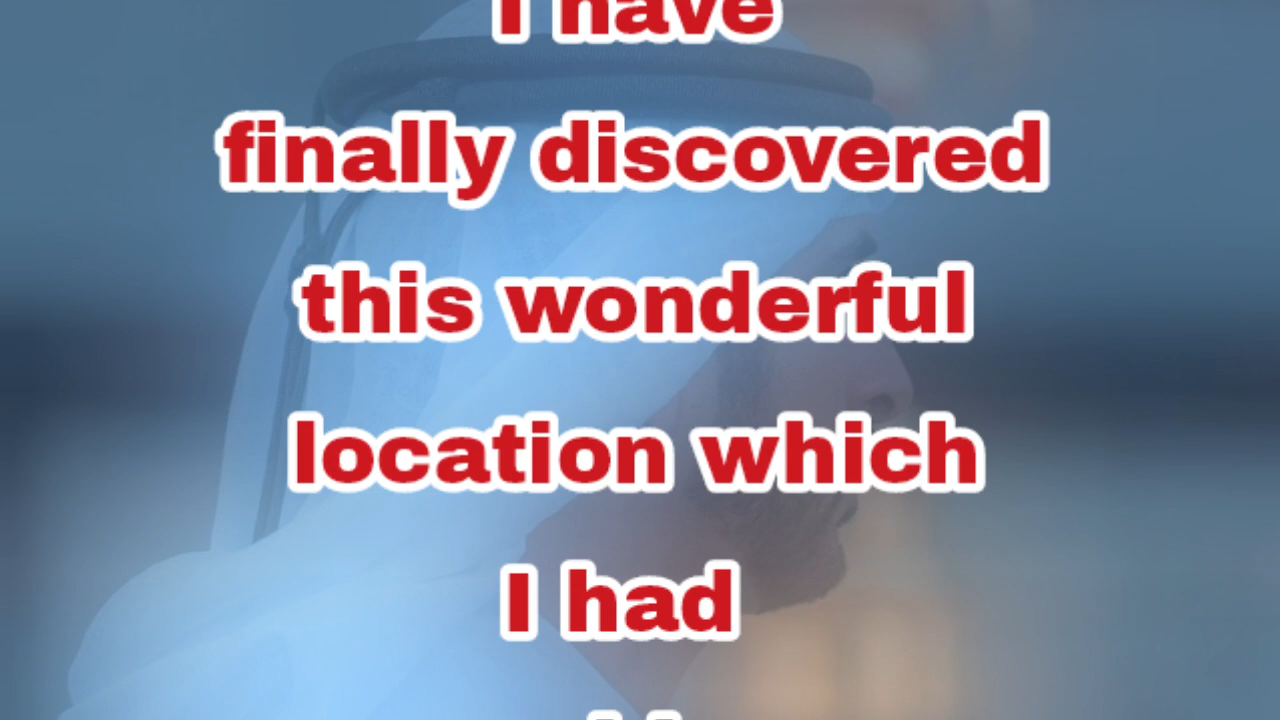 I have
finally discovered
this wonderful
location which
I had